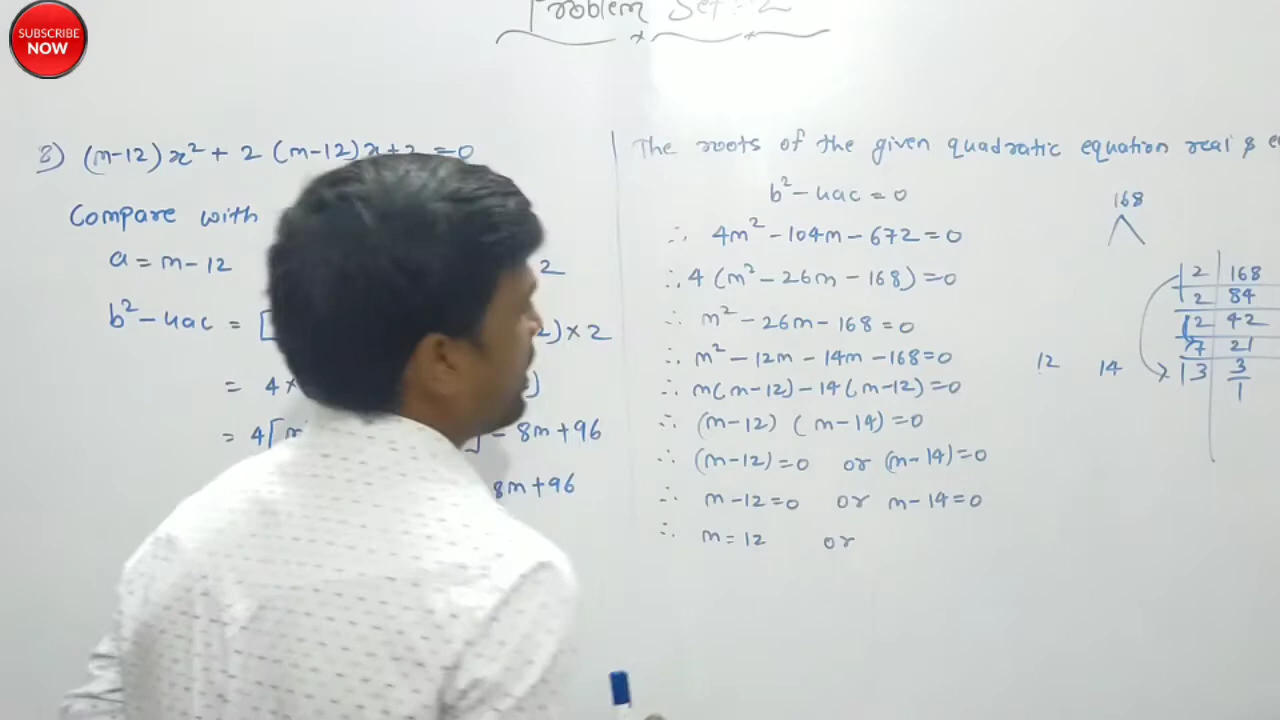 SUBSCRIBE
NOW
Problem Set: 2
8) (m-12)x² + 2 (m-12)x + 2 = 0
Compare with
a = m-12 2
b² - 4ac = [ 2) × 2
= 4× )
= 4[m ] - 8m + 96
8m + 96
The roots of the given quadratic equation real &
b² - 4ac = 0
∴ 4m² - 104m - 672 = 0
∴ 4 (m² - 26m - 168) = 0
∴ m² - 26m - 168 = 0
∴ m² - 12m - 14m - 168 = 0
∴ m(m-12) - 14(m-12) = 0
∴ (m-12) (m-14) = 0
∴ (m-12) = 0 or (m-14) = 0
∴ m-12 = 0 or m-14 = 0
∴ m = 12 or
168
12 14
2 168
2 84
2 42
7 21
3 3
1